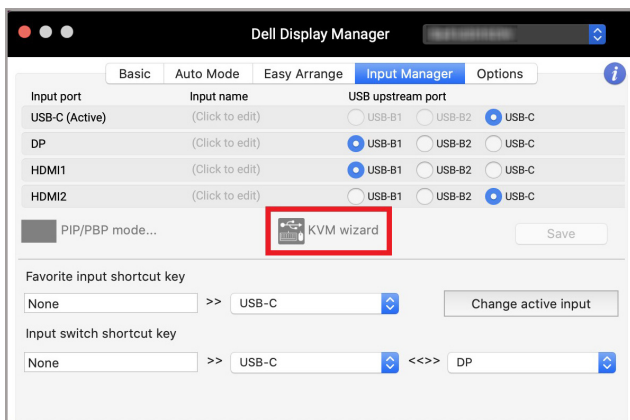 Dell Display Manager
Basic Auto Mode Easy Arrange Input Manager Options i
Input port Input name USB upstream port
USB-C (Active) (Click to edit) USB-B1 USB-B2 USB-C
DP (Click to edit) USB-B1 USB-B2 USB-C
HDMI1 (Click to edit) USB-B1 USB-B2 USB-C
HDMI2 (Click to edit) USB-B1 USB-B2 USB-C
PIP/PBP mode... KVM wizard Save
Favorite input shortcut key
None >> USB-C Change active input
Input switch shortcut key
None >> USB-C <<>> DP